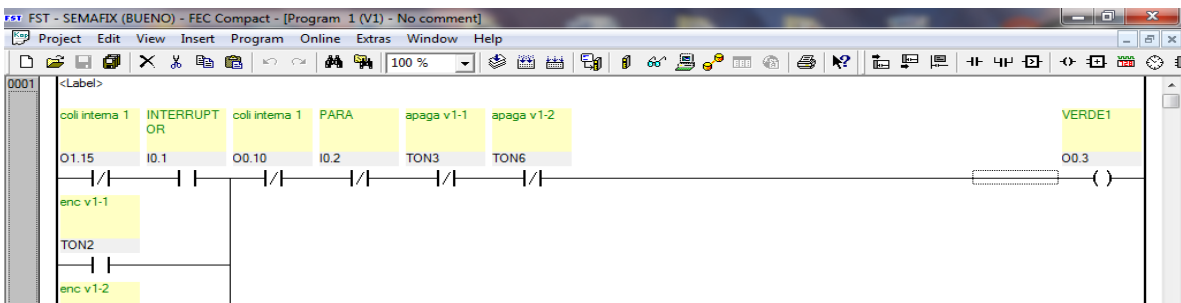 FST FST - SEMAFIX (BUENO) - FEC Compact - [Program 1 (V1) - No comment]
Project Edit View Insert Program Online Extras Window Help
100 %
0001 <Label>
coli interna 1 INTERRUPT coli interna 1 PARA apaga v1-1 apaga v1-2 VERDE1
OR
O1.15 I0.1 O0.10 I0.2 TON3 TON6 O0.3
enc v1-1
TON2
enc v1-2